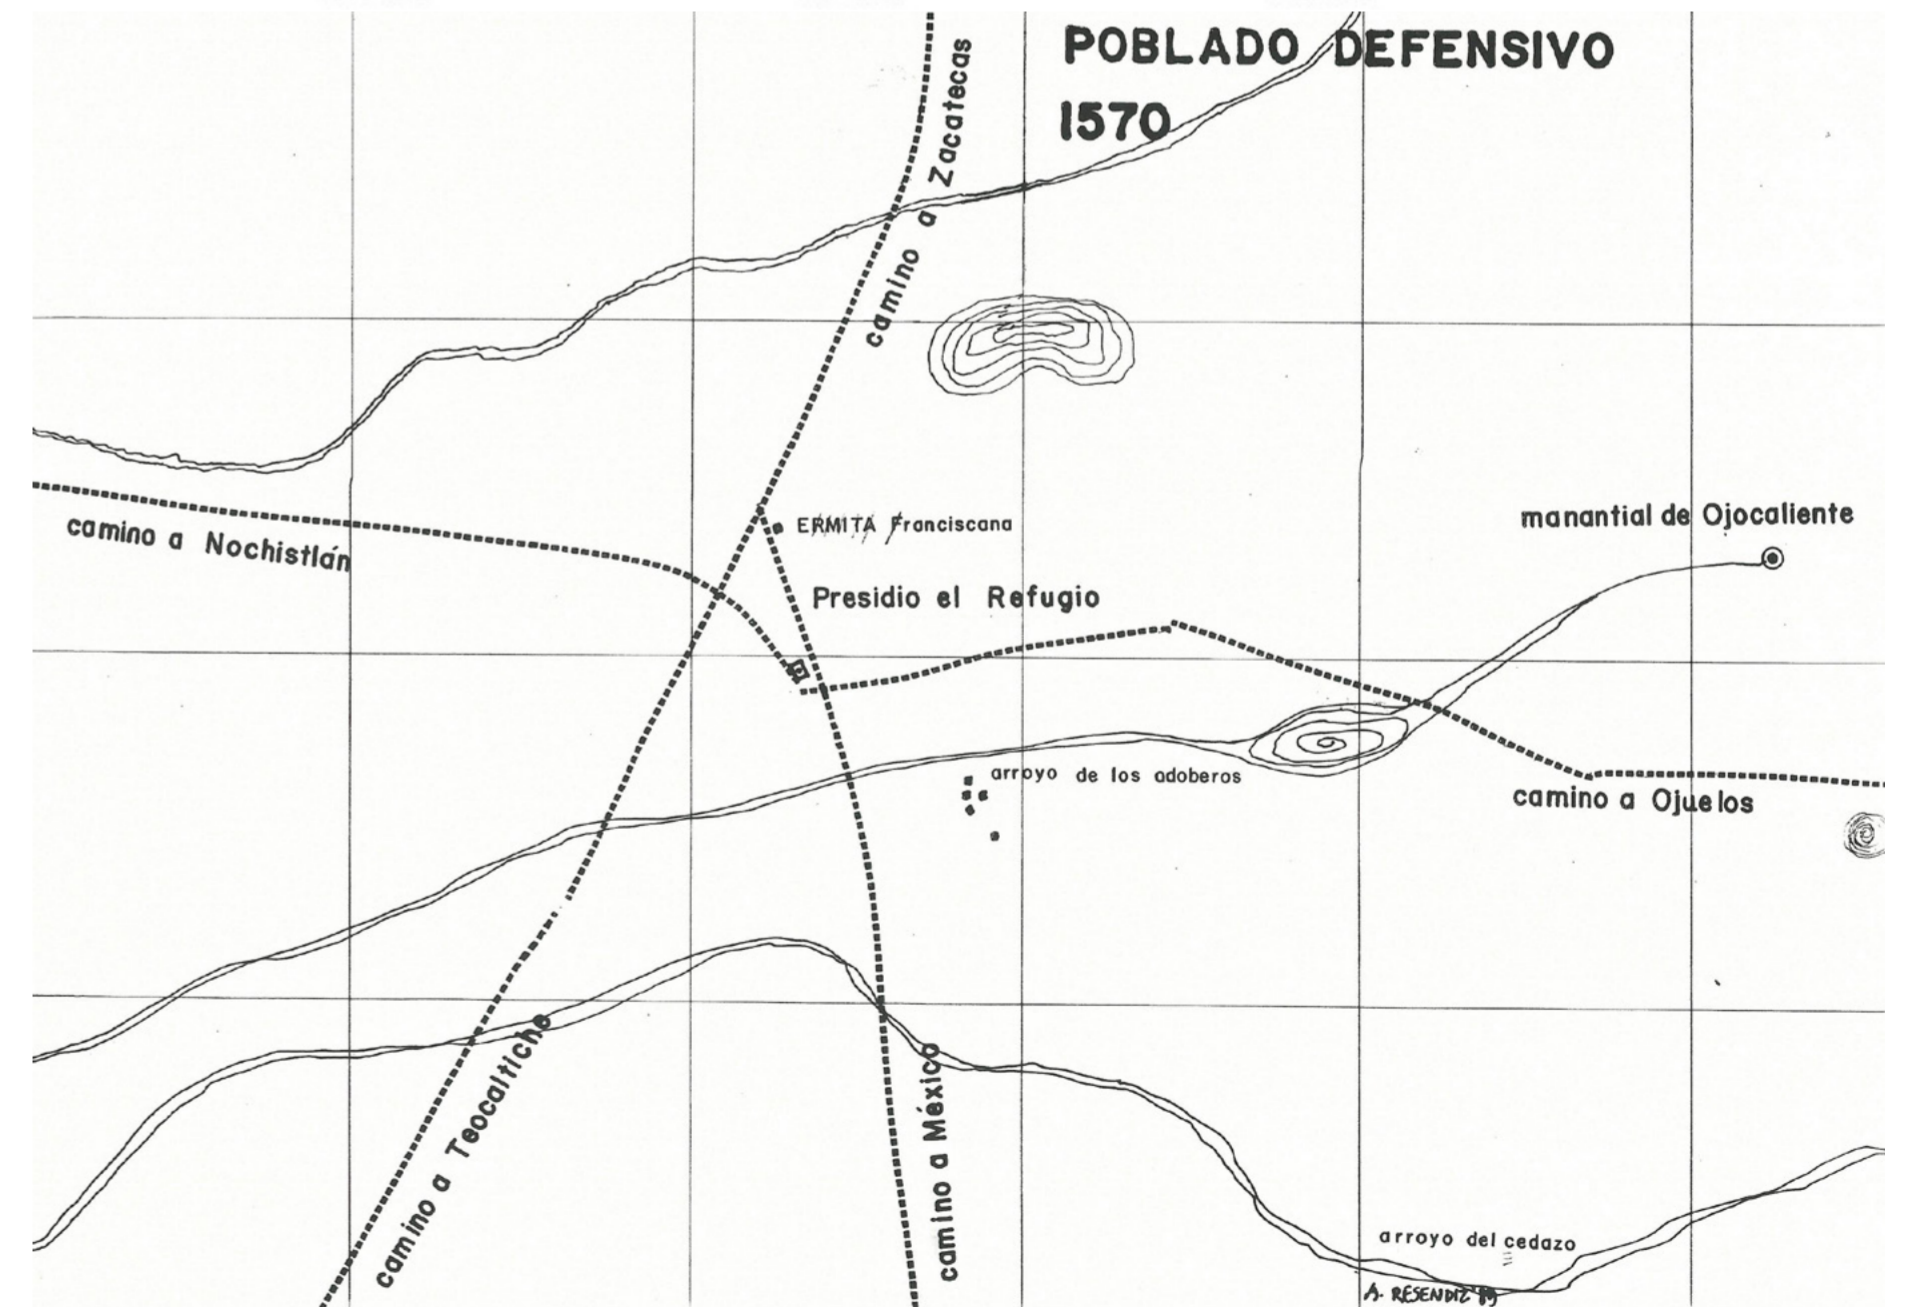 POBLADO DEFENSIVO
1570
camino a Zacatecas
camino a Nochistlán
ERMITA Franciscana
manantial de Ojocaliente
Presidio el Refugio
arroyo de los adoberos
camino a Ojuelos
camino a Teocaltiche
camino a México
arroyo del cedazo
A. RESENDIZ 89